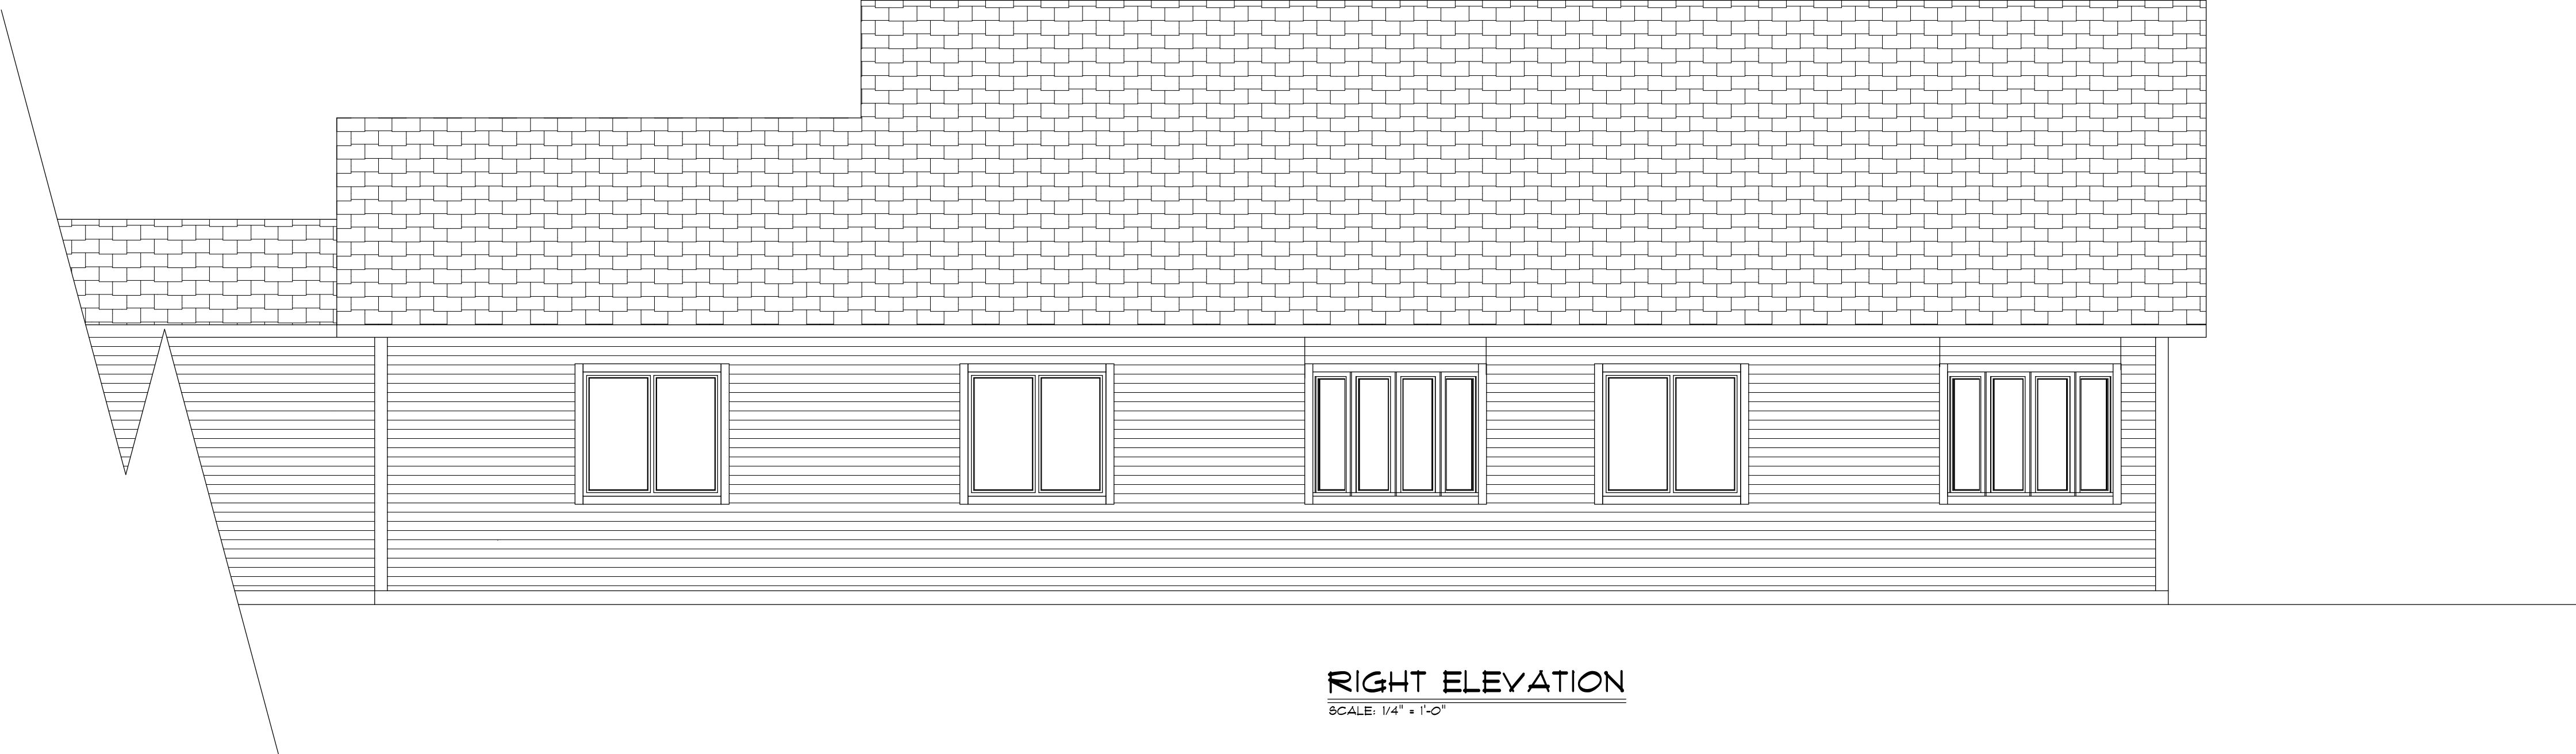 RIGHT ELEVATION
SCALE: 1/4" = 1'-0"